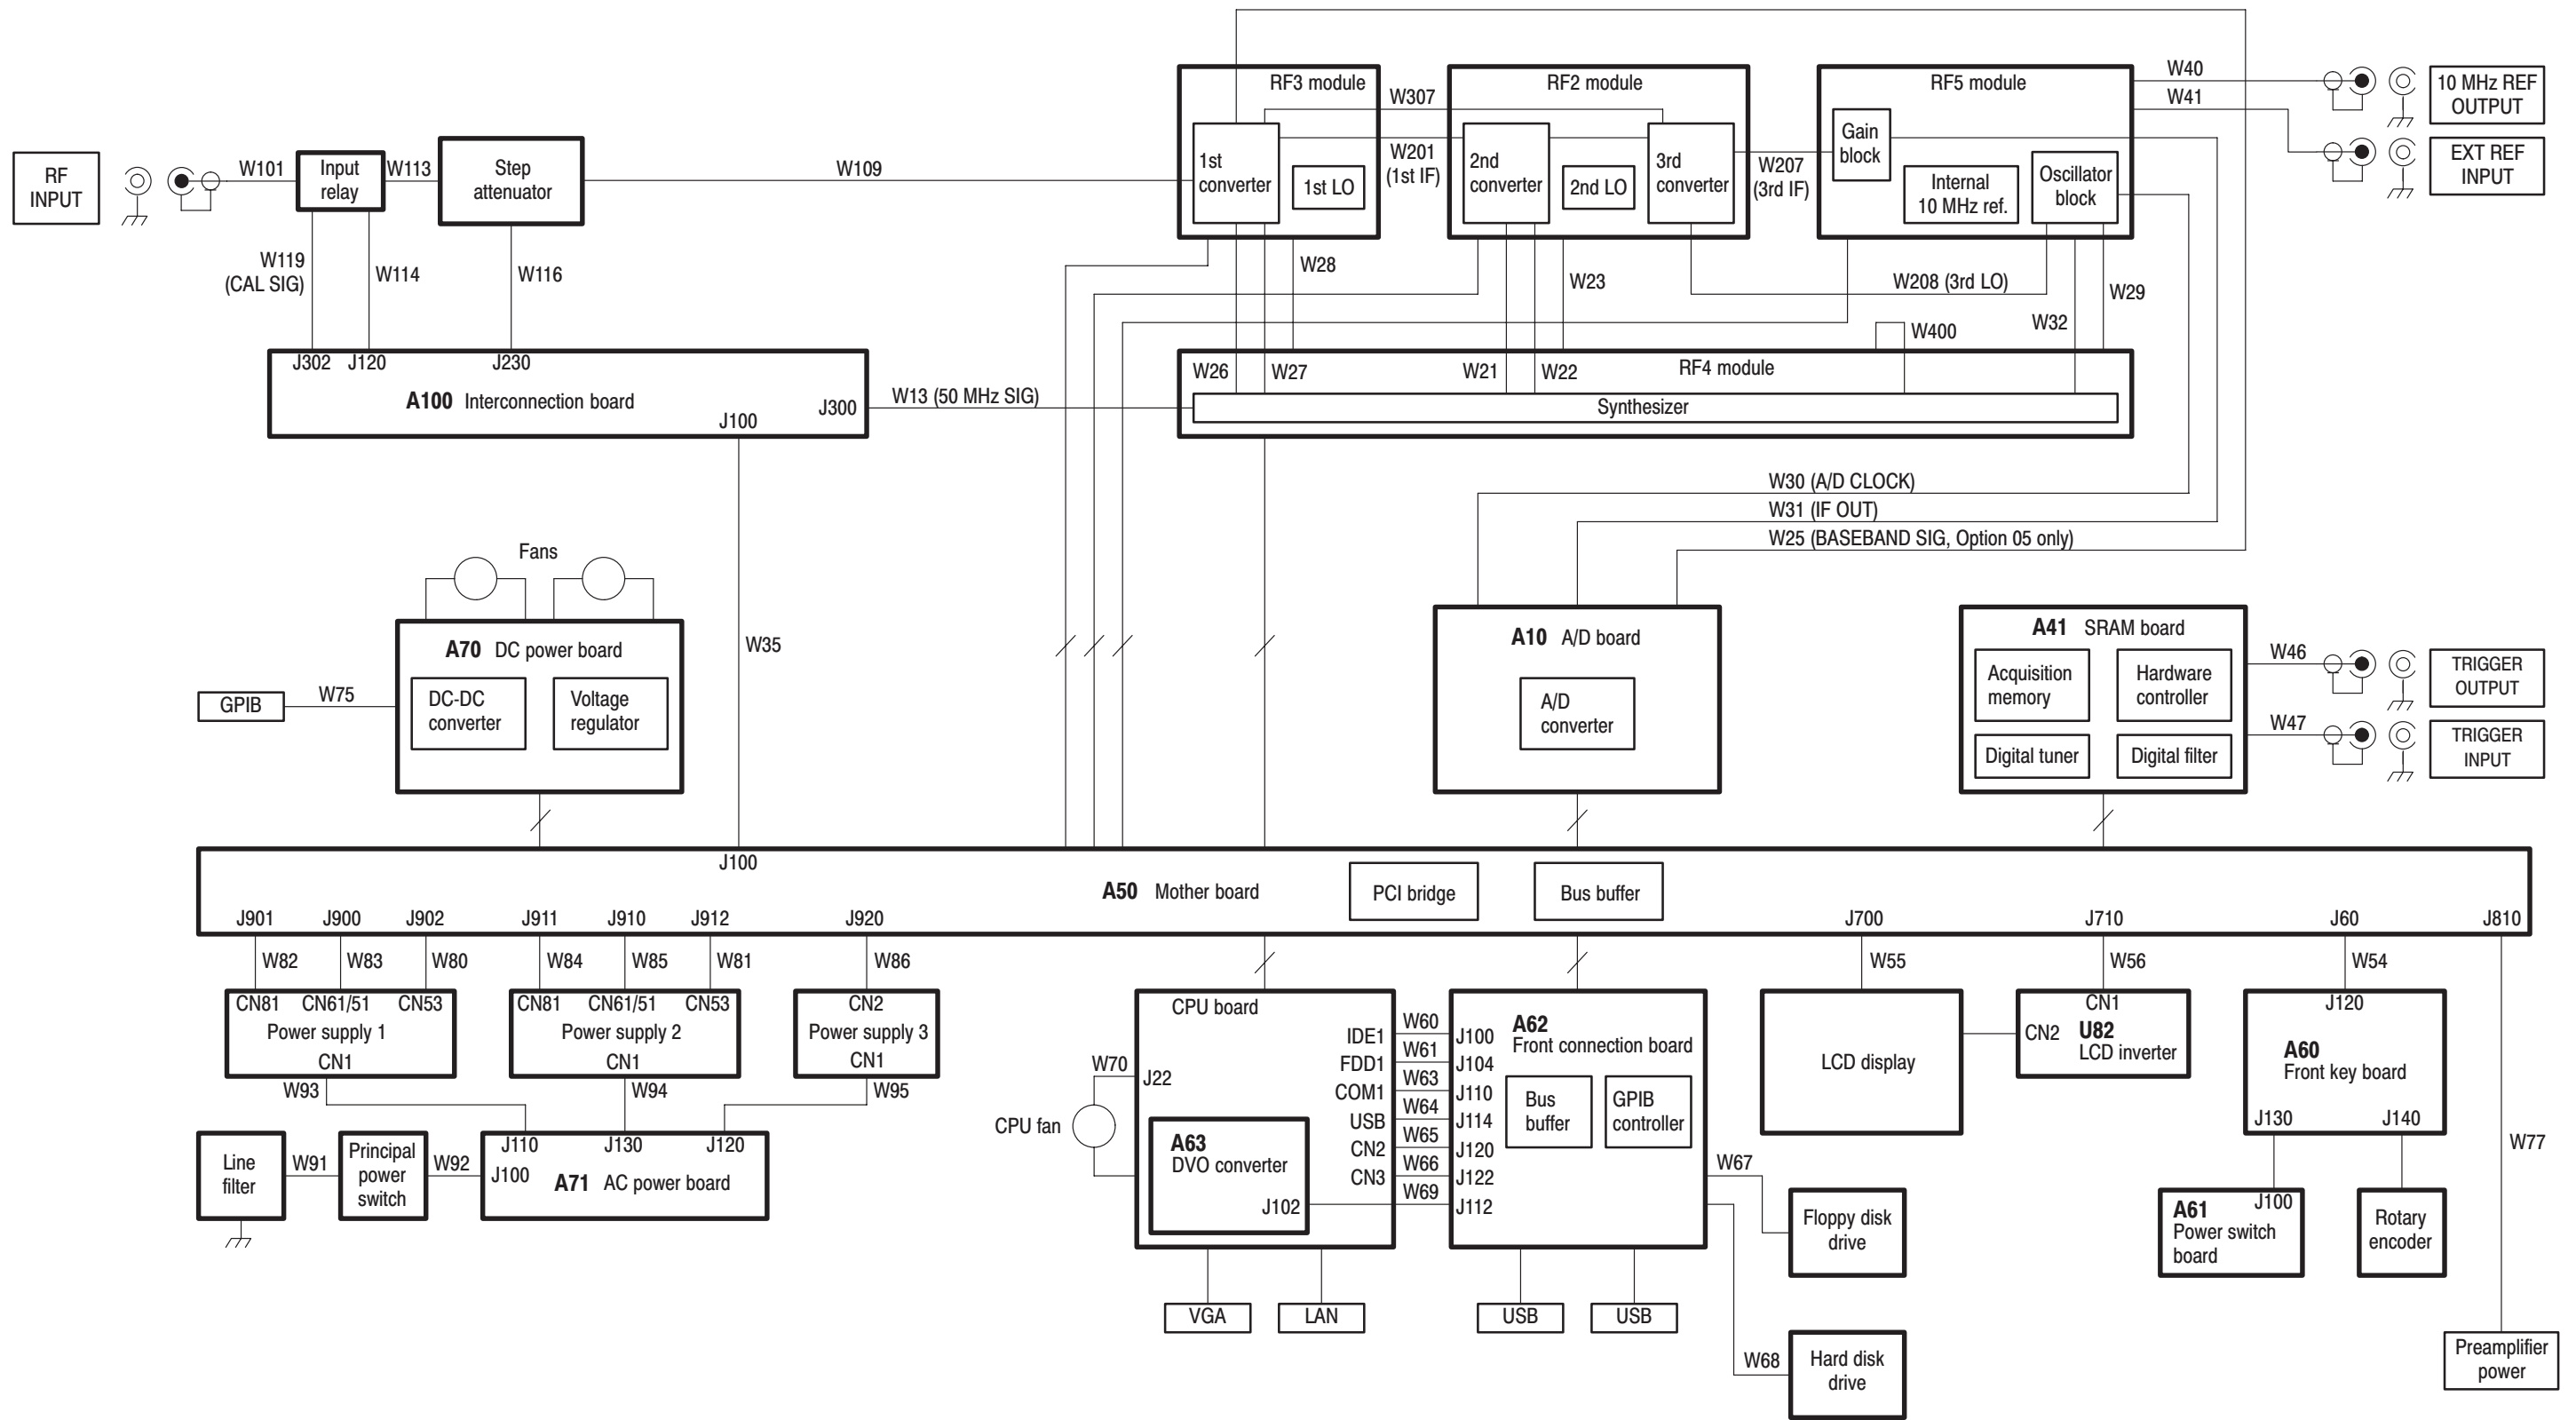 RF3 module
W307
RF2 module
RF5 module
W40
10 MHz REF
OUTPUT
W41
RF
INPUT
W101
Input
relay
W113
Step
attenuator
W109
1st
converter
1st LO
W201
(1st IF)
2nd
converter
2nd LO
3rd
converter
W207
(3rd IF)
Gain
block
Internal
10 MHz ref.
Oscillator
block
EXT REF
INPUT
W119
(CAL SIG)
W114
W116
W28
W23
W208 (3rd LO)
W29
W32
W400
J302
J120
J230
A100 Interconnection board
J300
J100
W13 (50 MHz SIG)
W26
W27
W21
W22
RF4 module
Synthesizer
W30 (A/D CLOCK)
W31 (IF OUT)
W25 (BASEBAND SIG, Option 05 only)
Fans
A70 DC power board
DC-DC
converter
Voltage
regulator
GPIB
W75
W35
A10 A/D board
A/D
converter
A41 SRAM board
Acquisition
memory
Hardware
controller
Digital tuner
Digital filter
W46
TRIGGER
OUTPUT
W47
TRIGGER
INPUT
J100
A50 Mother board
PCI bridge
Bus buffer
J901
J900
J902
J911
J910
J912
J920
J700
J710
J60
J810
W82
W83
W80
W84
W85
W81
W86
W55
W56
W54
CN81
CN61/51
CN53
Power supply 1
CN1
CN81
CN61/51
CN53
Power supply 2
CN1
CN2
Power supply 3
CN1
W93
W94
W95
Line
filter
W91
Principal
power
switch
W92
J110
J130
J120
J100
A71 AC power board
CPU board
W70
J22
CPU fan
A63
DVO converter
J102
IDE1
W60
J100
FDD1
W61
J104
COM1
W63
J110
USB
W64
J114
CN2
W65
J120
CN3
W66
J122
W69
J112
A62
Front connection board
Bus
buffer
GPIB
controller
W67
Floppy disk
drive
W68
Hard disk
drive
VGA
LAN
USB
USB
LCD display
CN1
CN2
U82
LCD inverter
J120
A60
Front key board
J130
J140
J100
A61
Power switch
board
Rotary
encoder
W77
Preamplifier
power